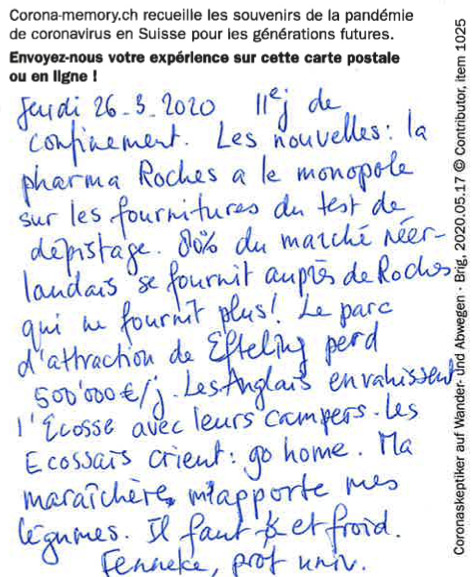 Corona-memory.ch recueille les souvenirs de la pandémie
de coronavirus en Suisse pour les générations futures.
Envoyez-nous votre expérience sur cette carte postale
ou en ligne !
Jeudi 26-3-2020 11ej de
confinement. Les nouvelles: la
pharma Roches a le monopole
sur les fournitures du test de
dépistage. 80% du marché néer-
landais se fournit auprès de Roches
qui ne fournit plus! Le parc
d'attraction de Efteling perd
500'000 €/j. Les Anglais envahissent
l'Écosse avec leurs campers. Les
Ecossais crient: go home. Ma
maraîchère m'apporte mes
légumes. Il faut et froid.
Fenneke, prof univ.
Coronaskeptiker auf Wander- und Abwegen · Brig, 2020.05.17 © Contributor, item 1025